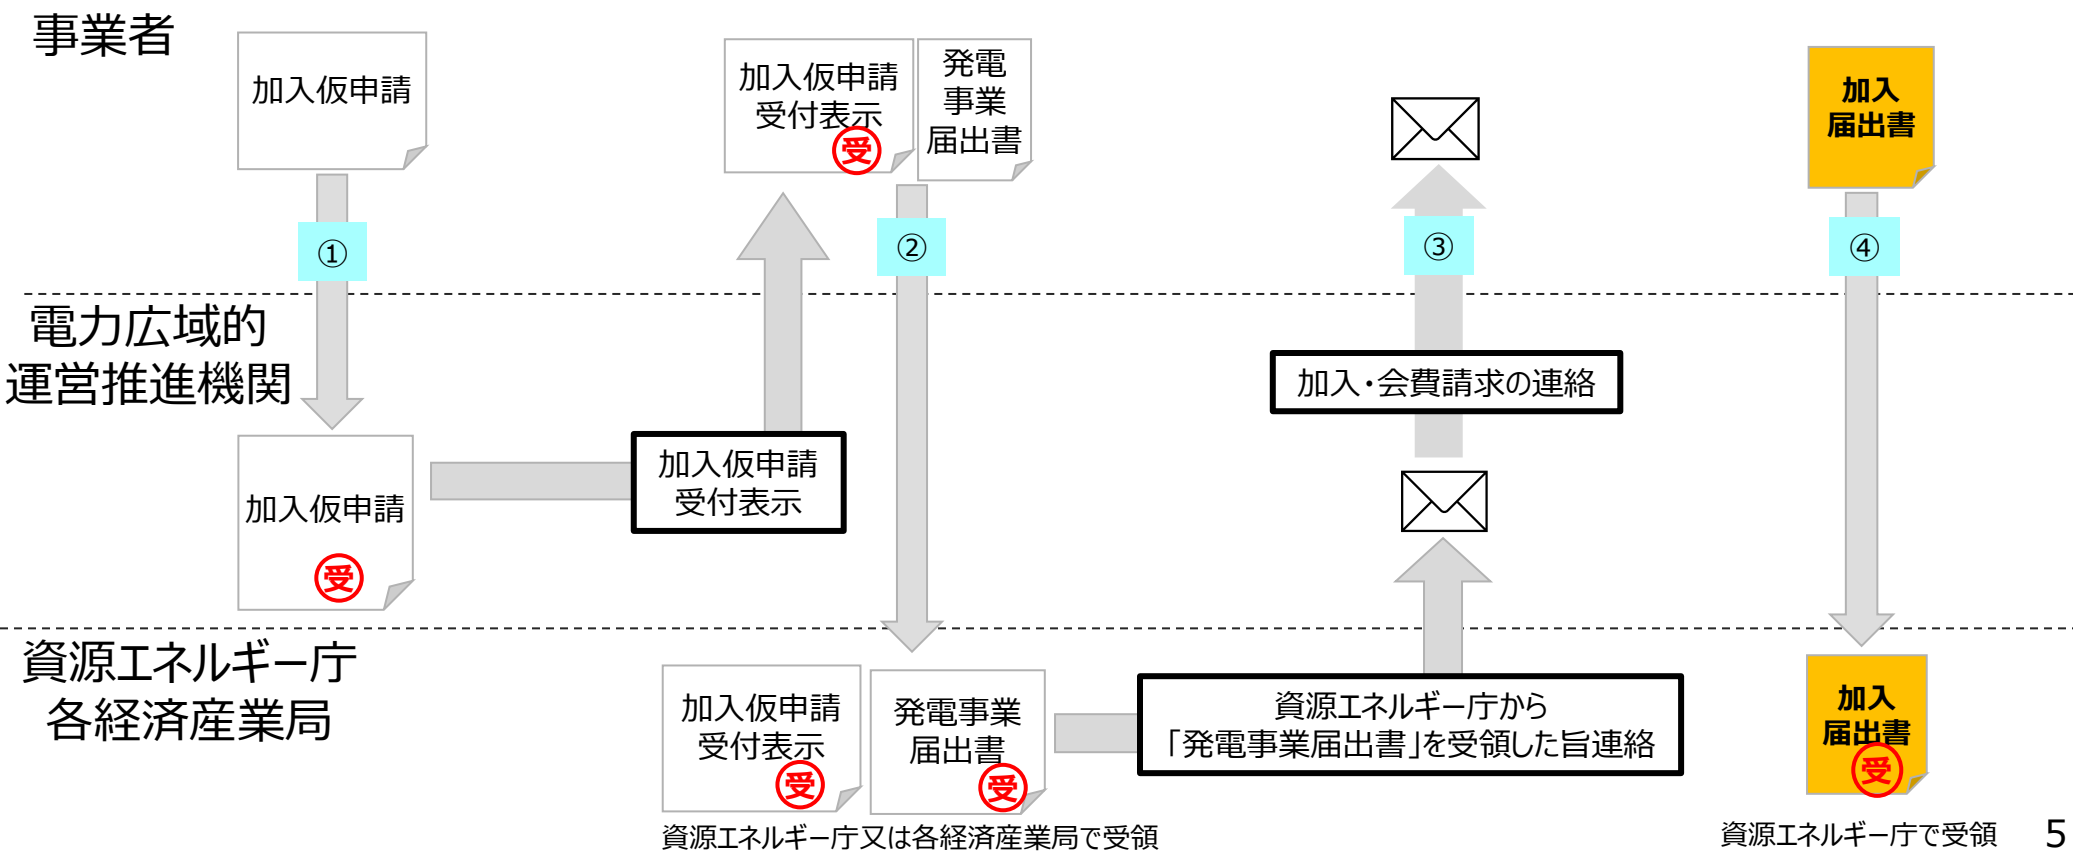 事業者
加入仮申請
①
加入仮申請
受付表示
受
発電
事業
届出書
②
③
加入
届出書
④
電力広域的
運営推進機関
加入仮申請
受
加入仮申請
受付表示
加入・会費請求の連絡
資源エネルギー庁
各経済産業局
加入仮申請
受付表示
受
発電事業
届出書
受
資源エネルギー庁又は各経済産業局で受領
資源エネルギー庁から
「発電事業届出書」を受領した旨連絡
加入
届出書
受
資源エネルギー庁で受領
5